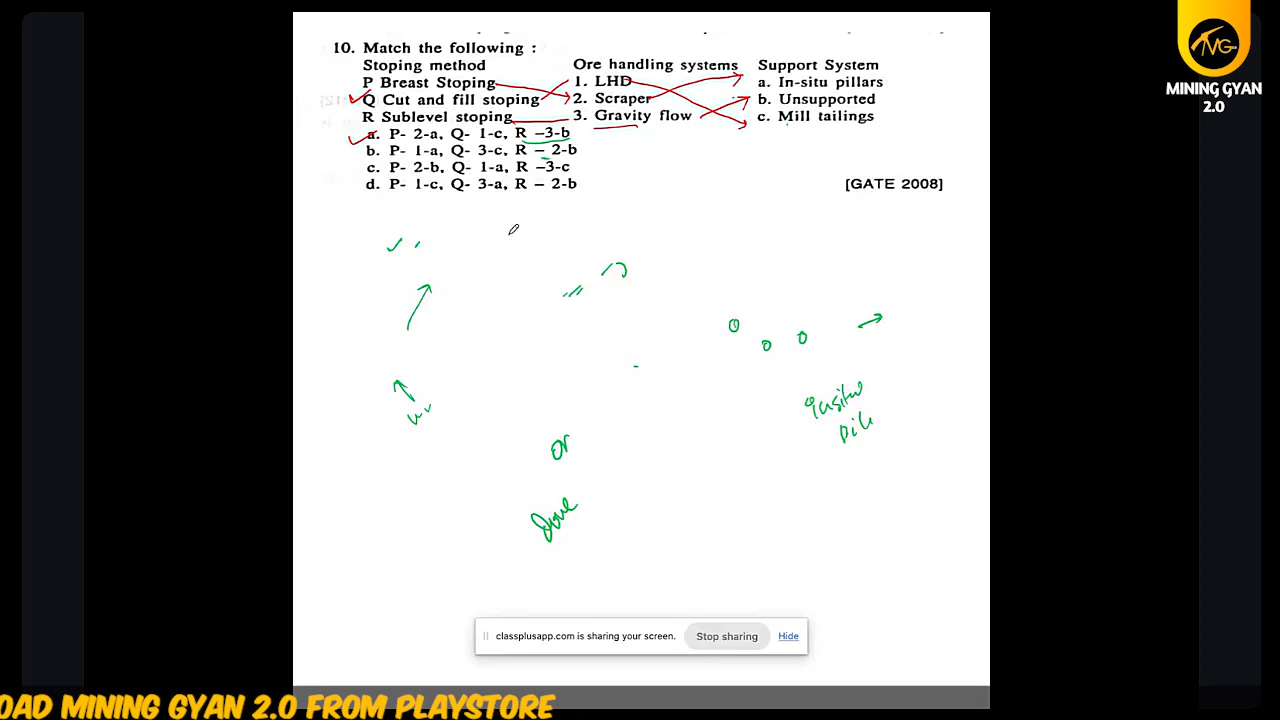 10. Match the following :
Stoping method Ore handling systems Support System
P Breast Stoping 1. LHD a. In-situ pillars
Q Cut and fill stoping 2. Scraper b. Unsupported
R Sublevel stoping 3. Gravity flow c. Mill tailings
a. P- 2-a, Q- 1-c, R –3-b
b. P- 1-a, Q- 3-c, R – 2-b
c. P- 2-b, Q- 1-a, R –3-c
d. P- 1-c, Q- 3-a, R – 2-b [GATE 2008]
MINING GYAN
2.0
insitu
or
classplusapp.com is sharing your screen. Stop sharing Hide
OAD MINING GYAN 2.0 FROM PLAYSTORE